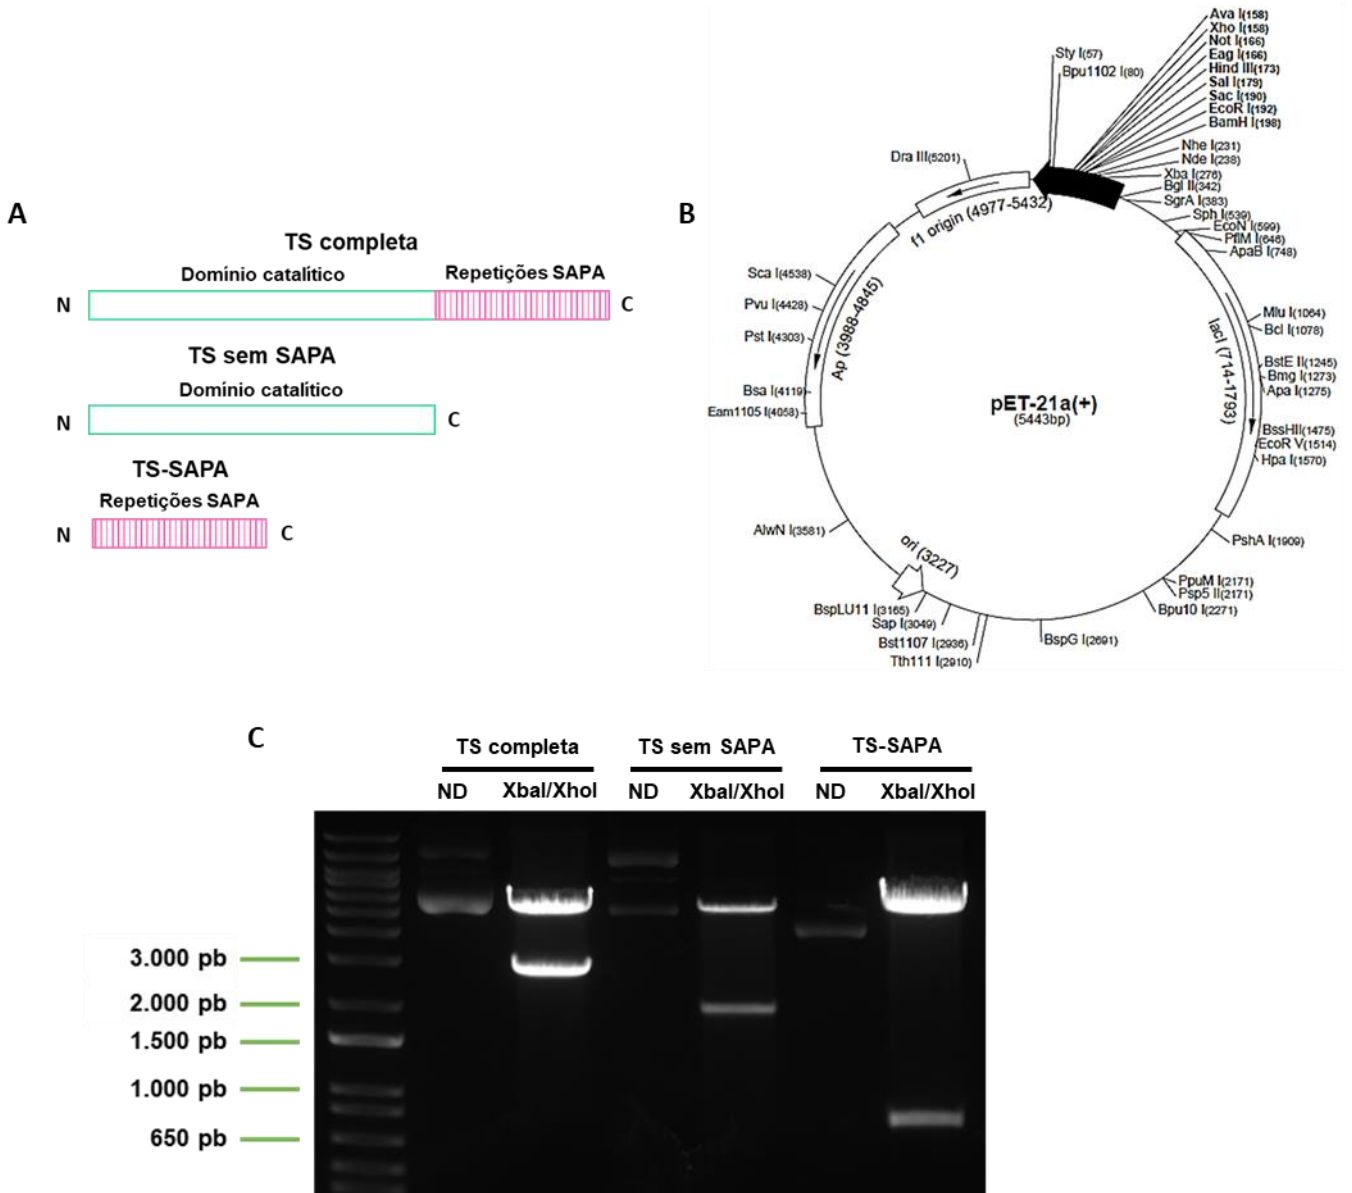 A
TS completa
Domínio catalítico
Repetições SAPA
N
C
TS sem SAPA
Domínio catalítico
N
C
TS-SAPA
Repetições SAPA
N
C
B
Ava I(158)
Xho I(158)
Not I(166)
Eag I(166)
Hind III(173)
Sal I(179)
Sac I(190)
EcoR I(192)
BamH I(198)
Sty I(57)
Bpu1102 I(80)
Nhe I(231)
Nde I(238)
Xba I(276)
Bgl II(342)
SgrA I(383)
Sph I(539)
EcoN I(599)
PflM I(646)
ApaB I(748)
Dra III(5201)
f1 origin (4977-5432)
Sca I(4538)
Pvu I(4428)
Pst I(4303)
Ap (3988-4845)
Bsa I(4119)
Eam1105 I(4058)
lacI (714-1793)
Mlu I(1064)
Bcl I(1078)
BstE II(1245)
Bmg I(1273)
Apa I(1275)
pET-21a(+)
(5443bp)
BssHII(1475)
EcoR V(1514)
Hpa I(1570)
AlwN I(3581)
PshA I(1909)
ori (3227)
PpuM I(2171)
Psp5 II(2171)
Bpu10 I(2271)
BspLU11 I(3165)
Sap I(3049)
Bst1107 I(2936)
Tth111 I(2910)
BspG I(2691)
C
TS completa
TS sem SAPA
TS-SAPA
ND
XbaI/XhoI
ND
XbaI/XhoI
ND
XbaI/XhoI
3.000 pb
2.000 pb
1.500 pb
1.000 pb
650 pb